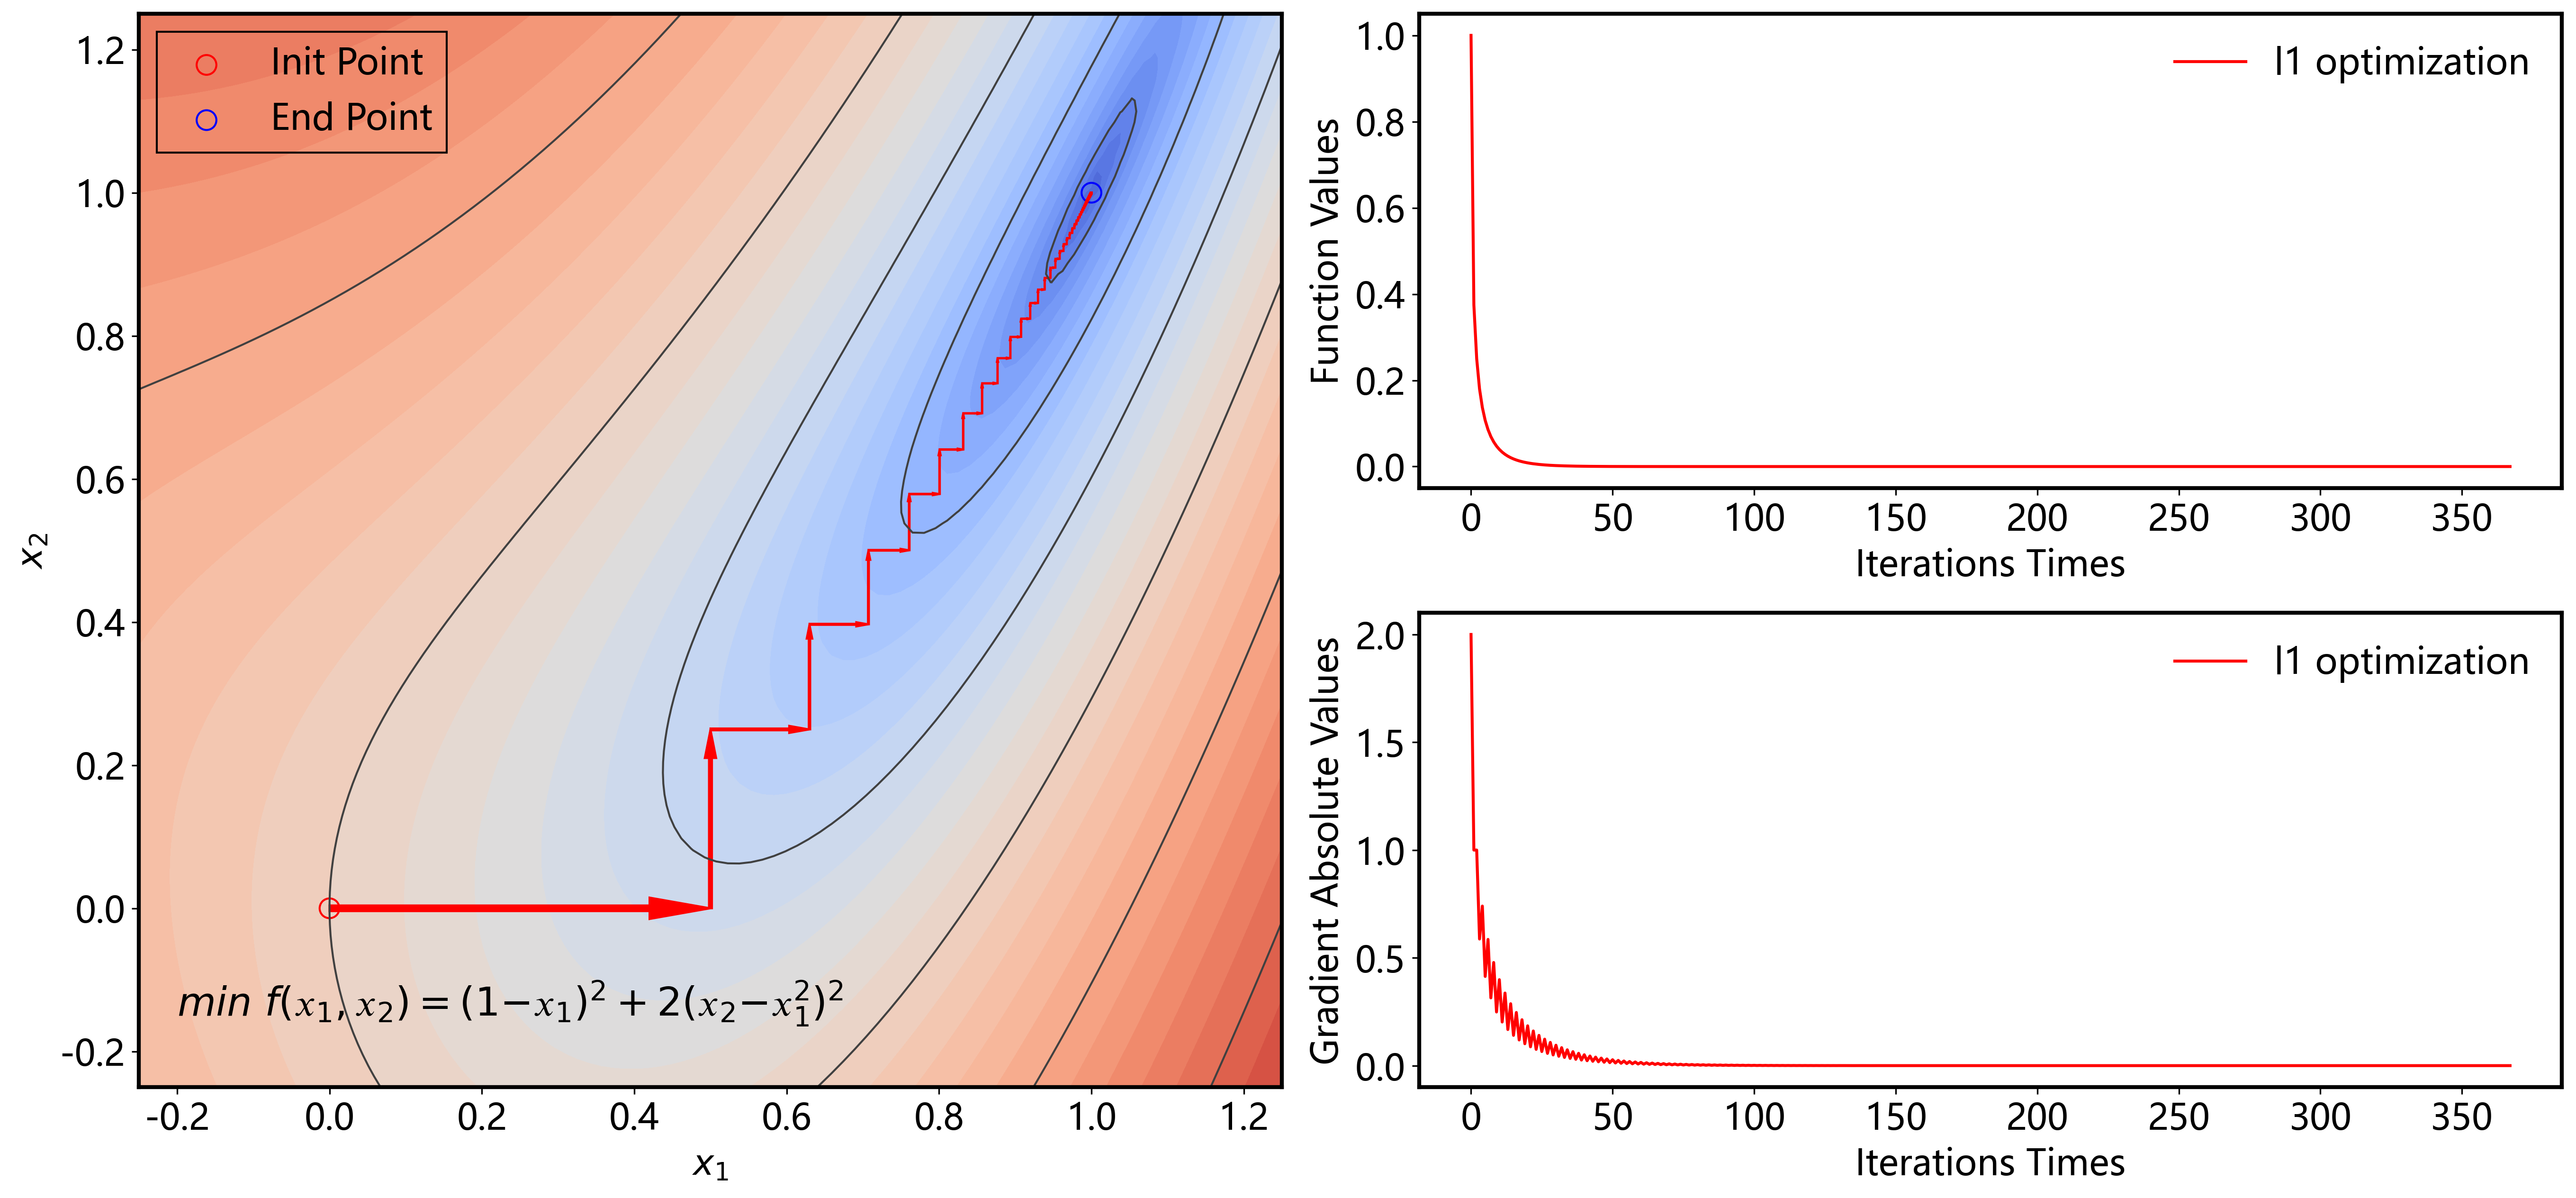 Init Point
End Point
1.2
1.0
0.8
0.6
0.4
0.2
0.0
-0.2
x₂
min f(x₁, x₂) = (1−x₁)² + 2(x₂−x₁²)²
-0.2 0.0 0.2 0.4 0.6 0.8 1.0 1.2
x₁
l1 optimization
1.0
0.8
0.6
0.4
0.2
0.0
Function Values
0 50 100 150 200 250 300 350
Iterations Times
l1 optimization
2.0
1.5
1.0
0.5
0.0
Gradient Absolute Values
0 50 100 150 200 250 300 350
Iterations Times